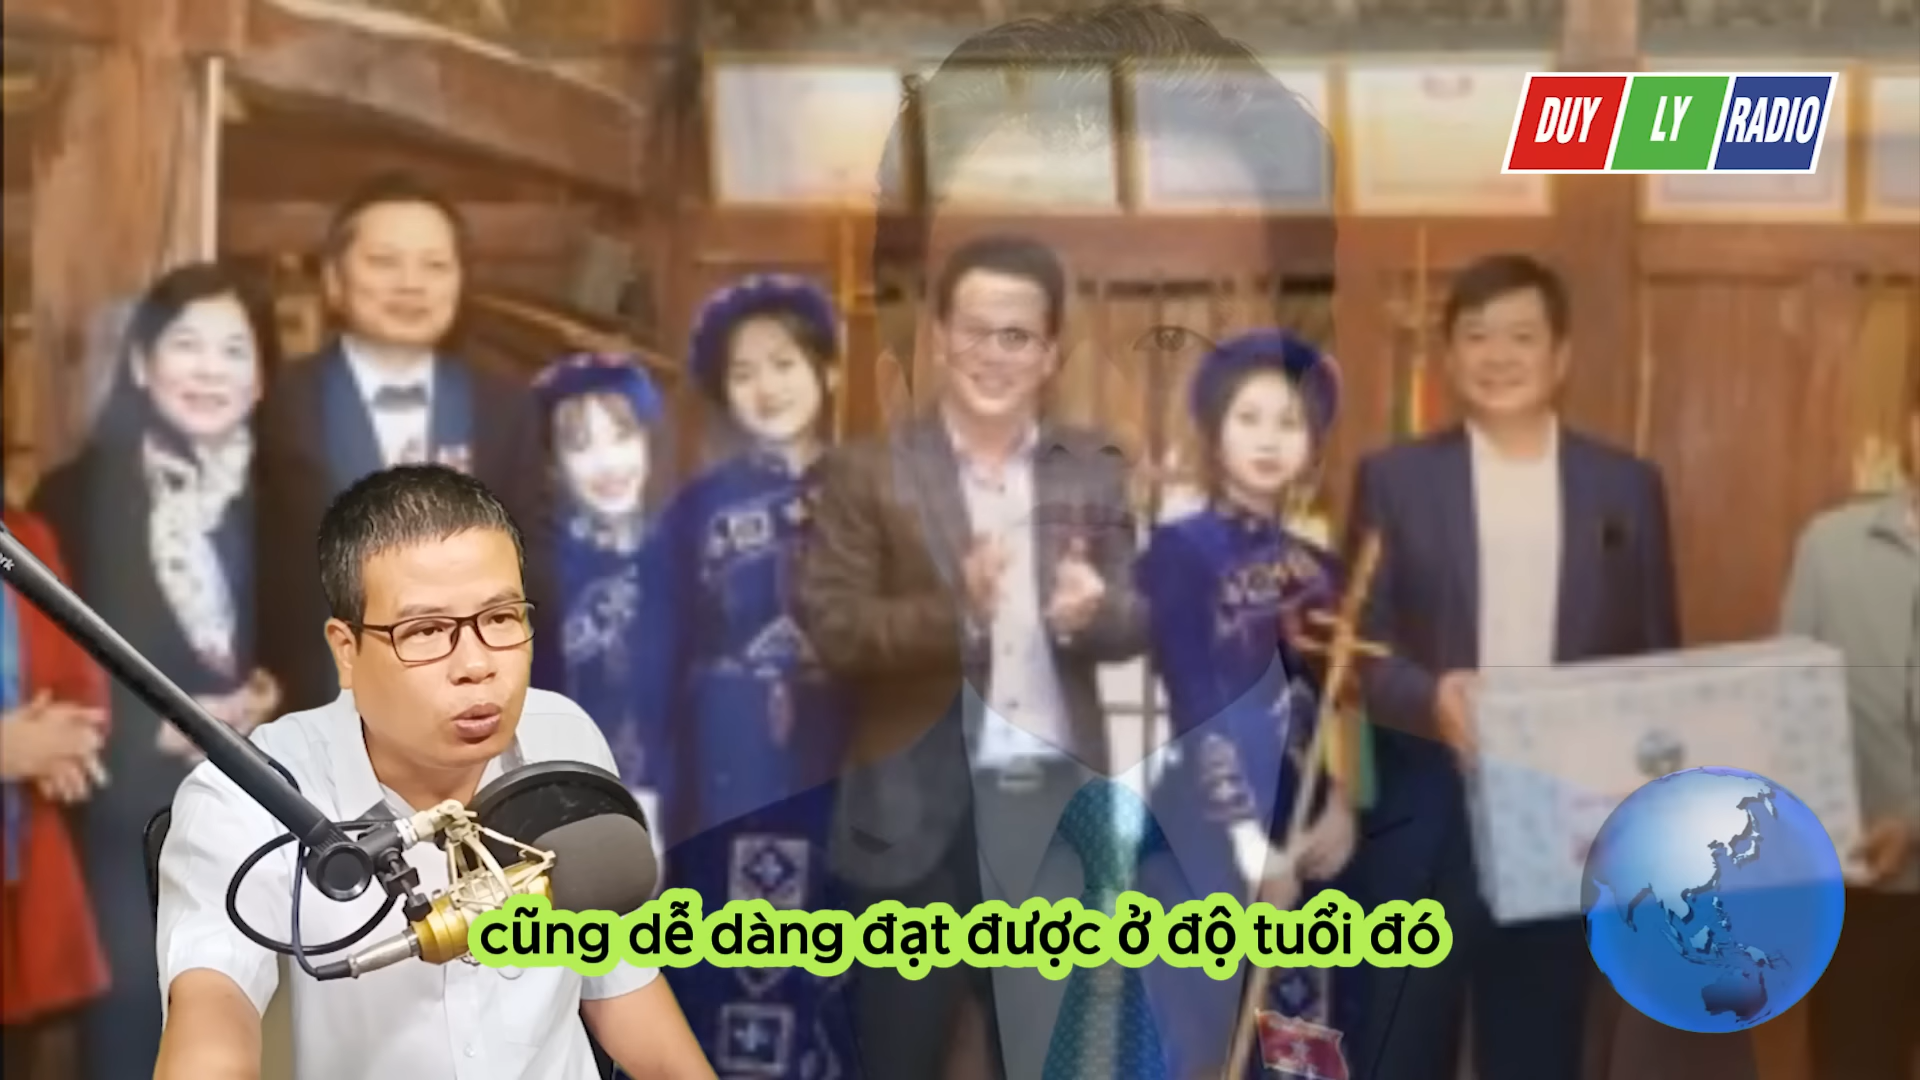 DUY LY RADIO
cũng dễ dàng đạt được ở độ tuổi đó